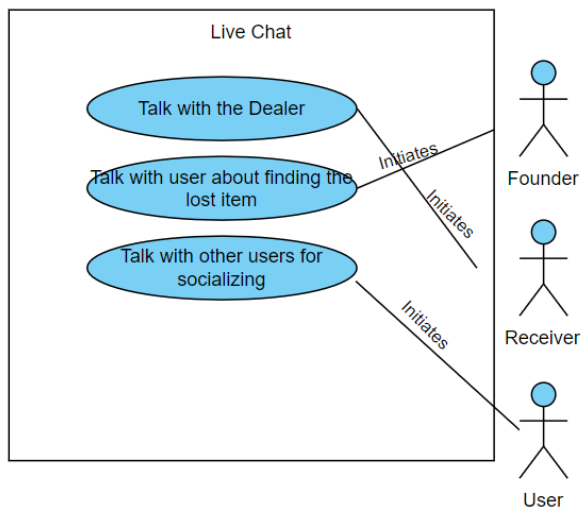 Live Chat
Talk with the Dealer
Talk with user about finding the
lost item
Talk with other users for
socializing
Initiates
Initiates
Initiates
Founder
Receiver
User